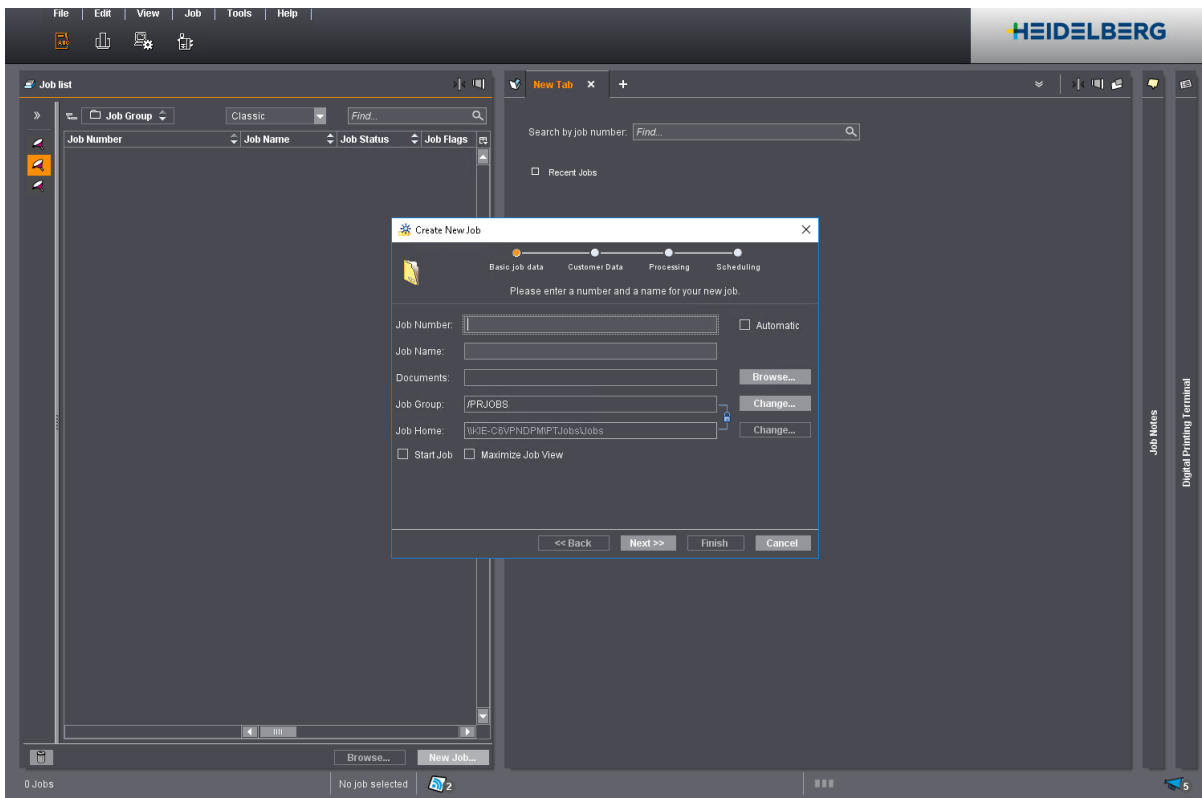 File Edit View Job Tools Help
HEIDELBERG
ABC
Job list
New Tab
Job Group Classic Find...
Job Number Job Name Job Status Job Flags
Search by job number: Find...
Recent Jobs
Create New Job
Basic job data Customer Data Processing Scheduling
Please enter a number and a name for your new job.
Job Number: Automatic
Job Name:
Documents: Browse...
Job Group: /PRJOBS Change...
Job Home: \\KIE-C6VPNDPM\PTJobs\Jobs Change...
Start Job Maximize Job View
<< Back Next >> Finish Cancel
Job Notes
Digital Printing Terminal
Browse... New Job...
0 Jobs No job selected 2 5